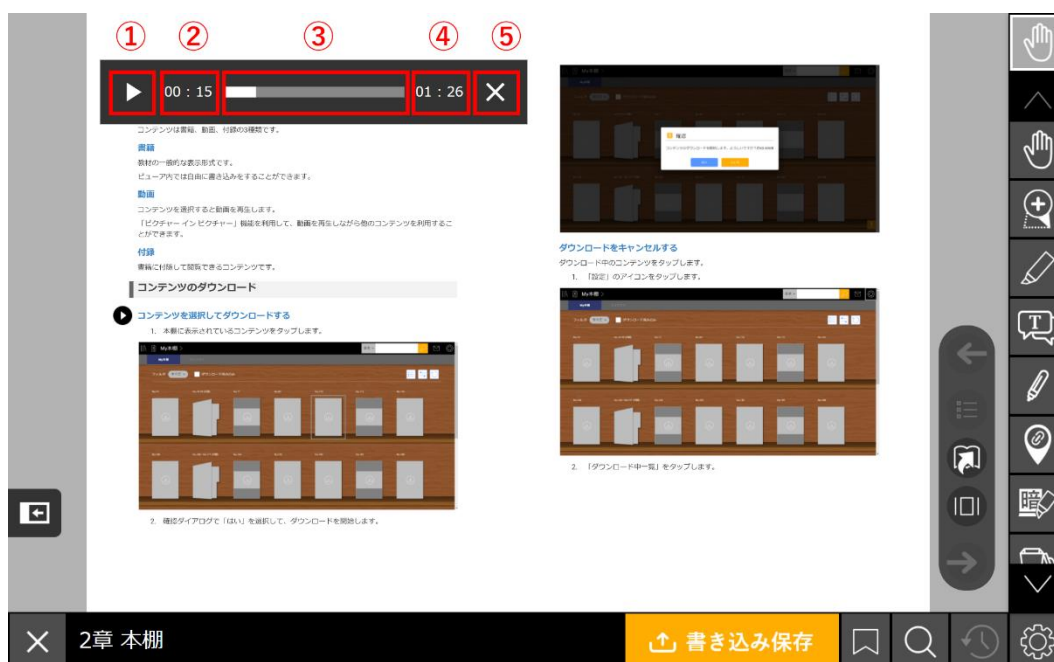 ① ② ③ ④ ⑤
00 : 15
01 : 26
コンテンツは書籍、動画、付録の3種類です。
書籍
教材の一般的な表示形式です。
ビューア内では自由に書き込みをすることができます。
動画
コンテンツを選択すると動画を再生します。
「ピクチャー イン ピクチャー」機能を利用して、動画を再生しながら他のコンテンツを利用するこ
とができます。
付録
書籍に付随して閲覧できるコンテンツです。
コンテンツのダウンロード
コンテンツを選択してダウンロードする
1. 本棚に表示されているコンテンツをタップします。
My本棚
2. 確認ダイアログで「はい」を選択して、ダウンロードを開始します。
確認
ダウンロードをキャンセルする
ダウンロード中のコンテンツをタップします。
1. 「設定」のアイコンをタップします。
My本棚
2. 「ダウンロード中一覧」をタップします。
T
暗
2章 本棚
書き込み保存